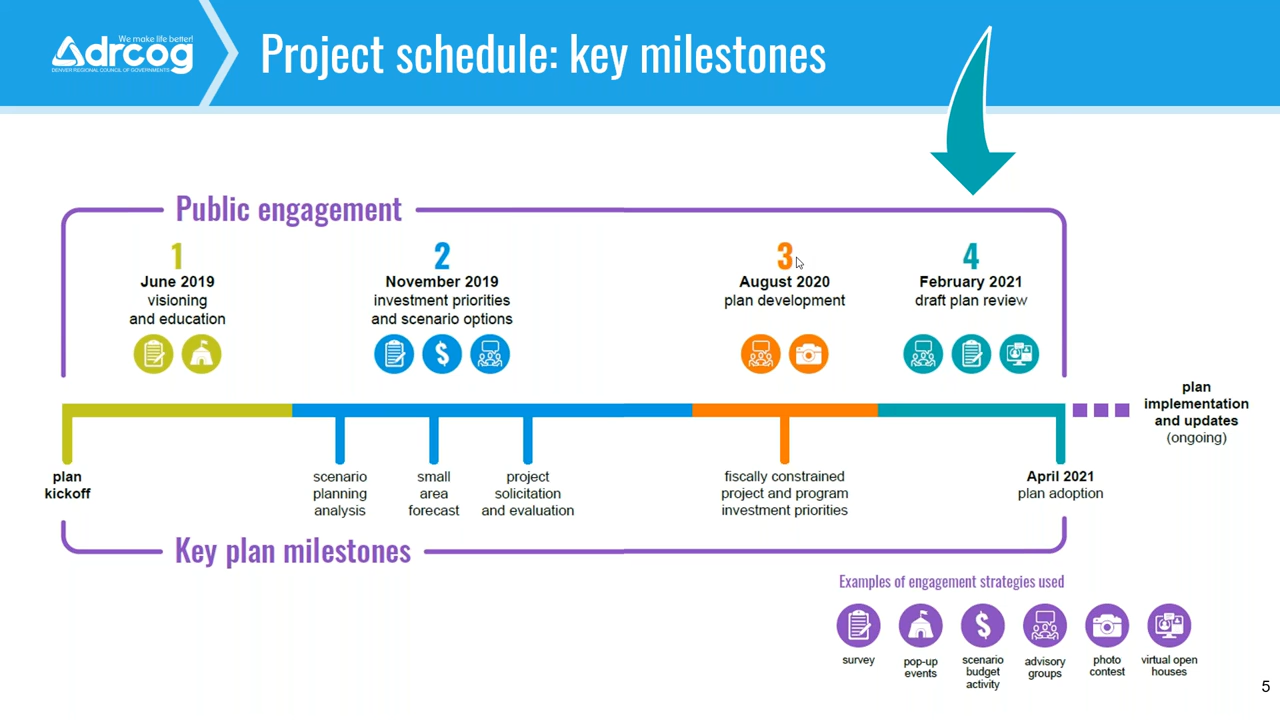 We make life better!
drcog
DENVER REGIONAL COUNCIL OF GOVERNMENTS
Project schedule: key milestones
Public engagement
1
June 2019
visioning
and education
2
November 2019
investment priorities
and scenario options
$
3
August 2020
plan development
4
February 2021
draft plan review
plan
implementation
and updates
(ongoing)
plan
kickoff
scenario
planning
analysis
small
area
forecast
project
solicitation
and evaluation
fiscally constrained
project and program
investment priorities
April 2021
plan adoption
Key plan milestones
Examples of engagement strategies used
$
survey
pop-up
events
scenario
budget
activity
advisory
groups
photo
contest
virtual open
houses
5